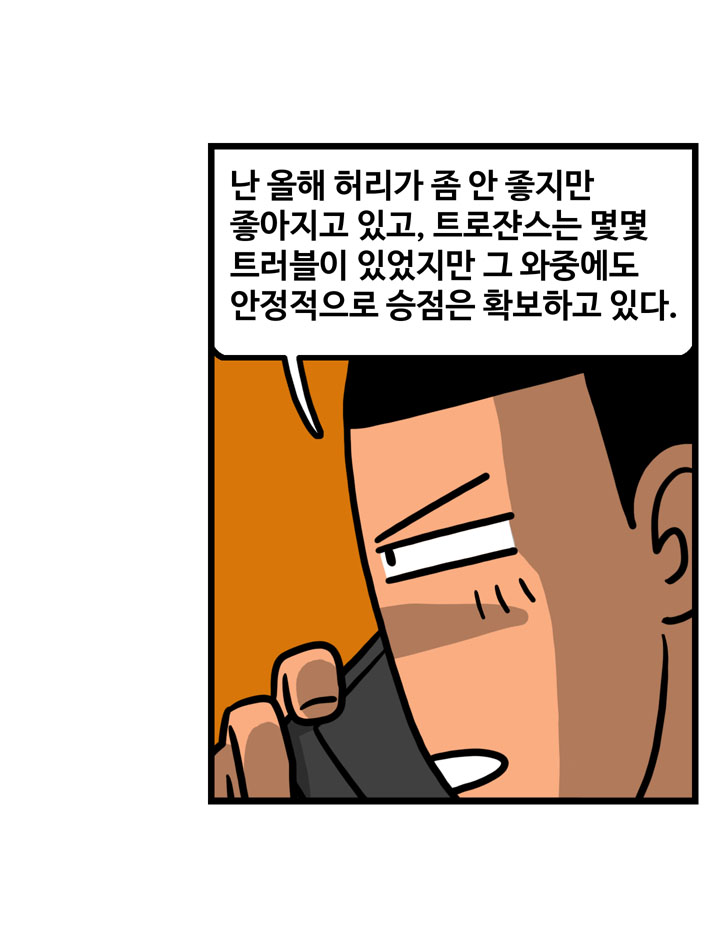 난 올해 허리가 좀 안 좋지만
좋아지고 있고, 트로쟌스는 몇몇
트러블이 있었지만 그 와중에도
안정적으로 승점은 확보하고 있다.